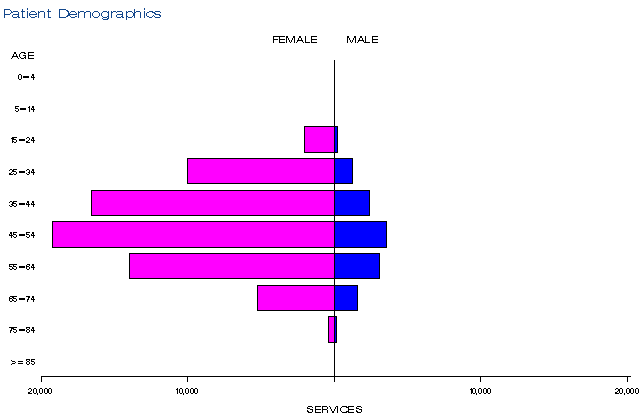 Patient Demographics
FEMALE MALE
AGE
0-4
5-14
15-24
25-34
35-44
45-54
55-64
65-74
75-84
>=85
20,000 10,000 10,000 20,000
SERVICES